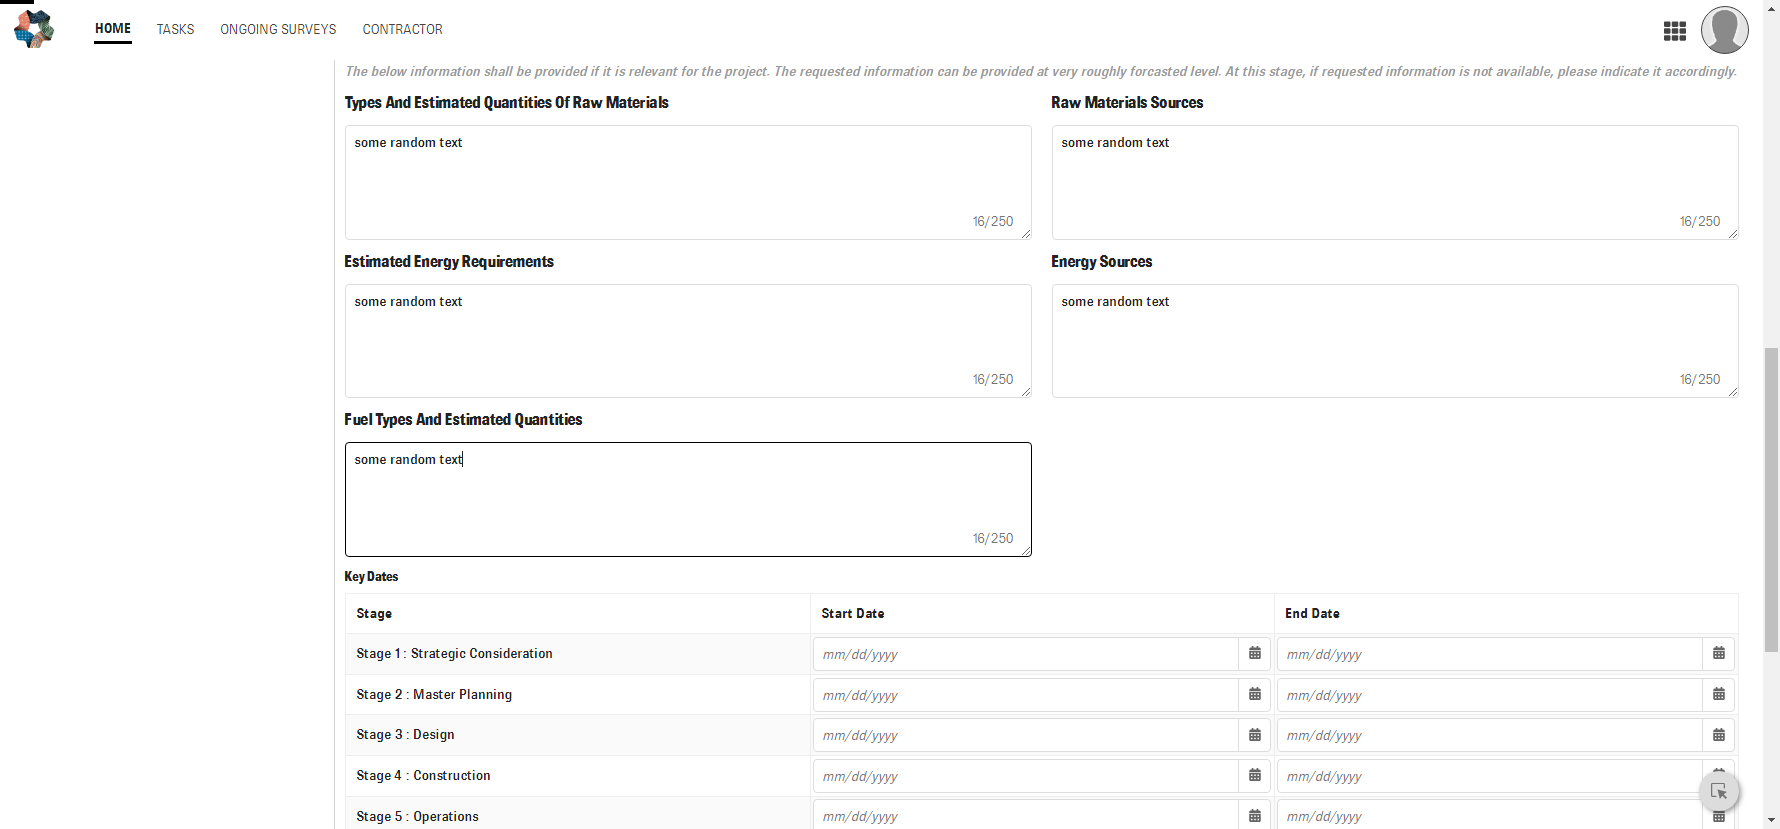 HOME TASKS ONGOING SURVEYS CONTRACTOR
The below information shall be provided if it is relevant for the project. The requested information can be provided at very roughly forcasted level. At this stage, if requested information is not available, please indicate it accordingly.
Types And Estimated Quantities Of Raw Materials
some random text
16/250
Raw Materials Sources
some random text
16/250
Estimated Energy Requirements
some random text
16/250
Energy Sources
some random text
16/250
Fuel Types And Estimated Quantities
some random text
16/250
Key Dates
Stage Start Date End Date
Stage 1 : Strategic Consideration mm/dd/yyyy mm/dd/yyyy
Stage 2 : Master Planning mm/dd/yyyy mm/dd/yyyy
Stage 3 : Design mm/dd/yyyy mm/dd/yyyy
Stage 4 : Construction mm/dd/yyyy mm/dd/yyyy
Stage 5 : Operations mm/dd/yyyy mm/dd/yyyy